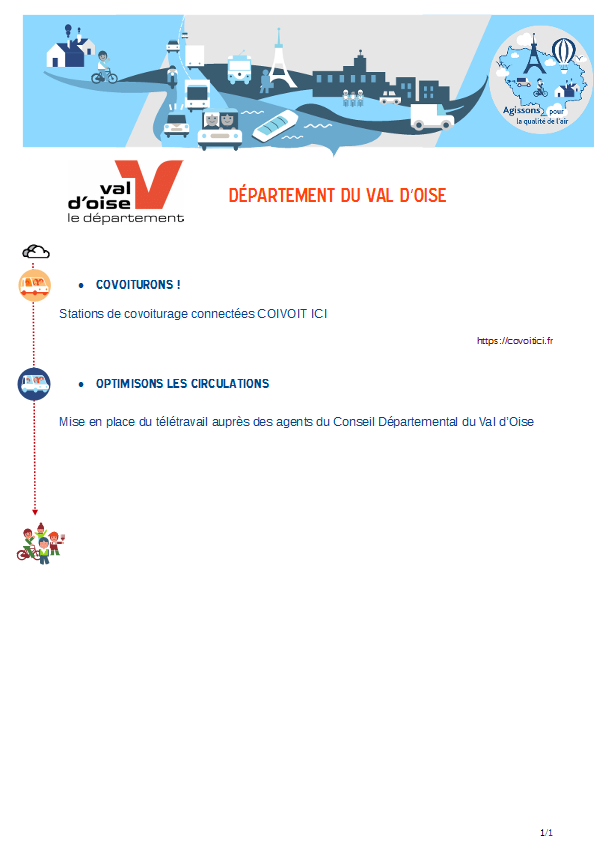 Agissons pour
la qualité de l'air
val
d'oise
le département
DÉPARTEMENT DU VAL D'OISE
• COVOITURONS !
Stations de covoiturage connectées COIVOIT ICI
https://covoitici.fr
• OPTIMISONS LES CIRCULATIONS
Mise en place du télétravail auprès des agents du Conseil Départemental du Val d’Oise
1/1